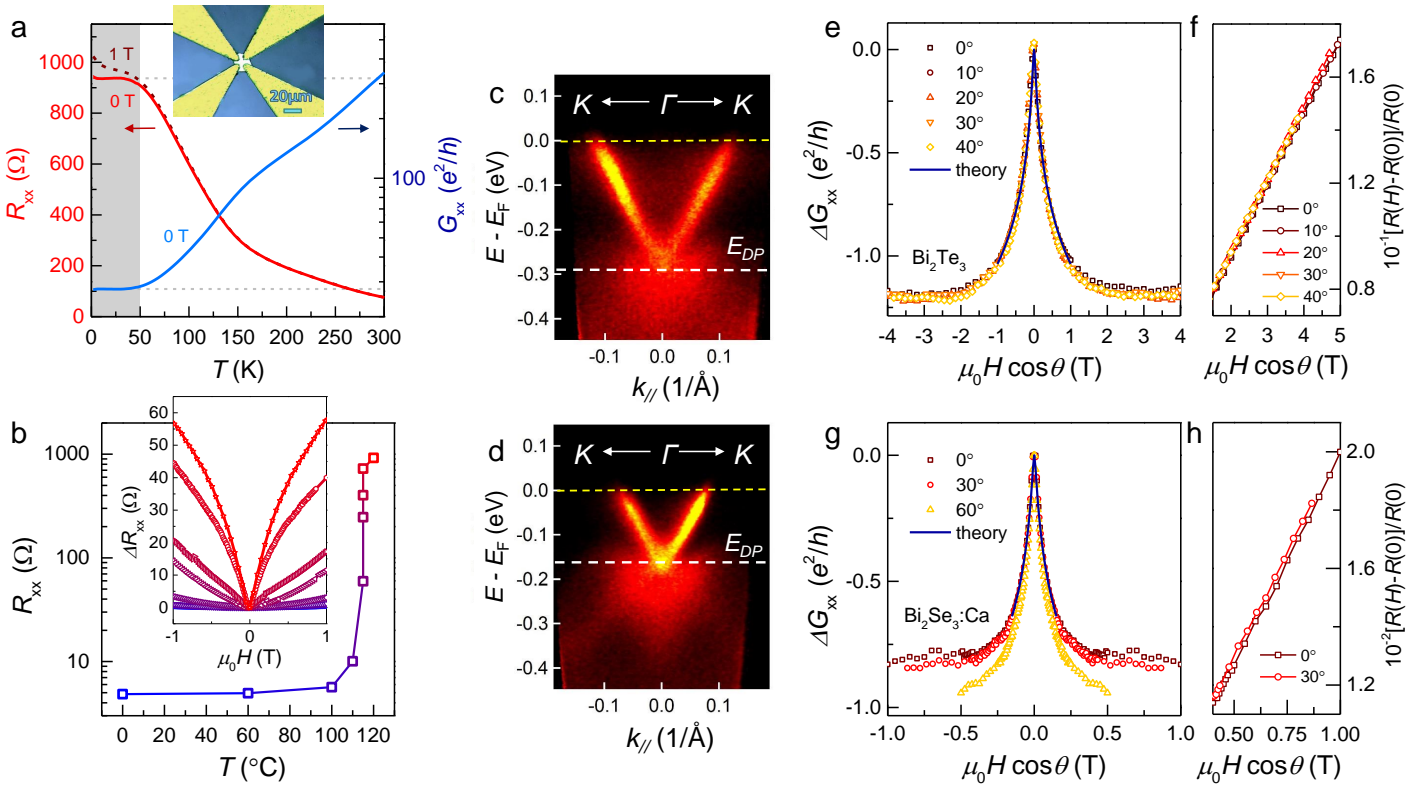 a
1 T
0 T
0 T
20μm
1000
800
600
400
200
0
R_xx (Ω)
100
G_xx (e²/h)
0 50 100 150 200 250 300
T (K)
b
1000
100
10
R_xx (Ω)
60
50
40
30
20
10
0
ΔR_xx (Ω)
-1 0 1
μ₀H (T)
0 20 40 60 80 100 120
T (°C)
c
K ← Γ → K
0.1
0.0
-0.1
-0.2
-0.3
-0.4
E - E_F (eV)
E_DP
-0.1 0.0 0.1
k_// (1/Å)
d
K ← Γ → K
0.1
0.0
-0.1
-0.2
-0.3
-0.4
E - E_F (eV)
E_DP
-0.1 0.0 0.1
k_// (1/Å)
e
0.0
-0.5
-1.0
ΔG_xx (e²/h)
0°
10°
20°
30°
40°
theory
Bi₂Te₃
-4 -3 -2 -1 0 1 2 3 4
μ₀H cosθ (T)
f
0°
10°
20°
30°
40°
1.6
1.2
0.8
10⁻¹[R(H)-R(0)]/R(0)
2 3 4 5
μ₀H cosθ (T)
g
0.0
-0.5
-1.0
ΔG_xx (e²/h)
0°
30°
60°
theory
Bi₂Se₃:Ca
-1.0 -0.5 0.0 0.5 1.0
μ₀H cosθ (T)
h
0°
30°
2.0
1.8
1.6
1.4
1.2
10⁻²[R(H)-R(0)]/R(0)
0.50 0.75 1.00
μ₀H cosθ (T)